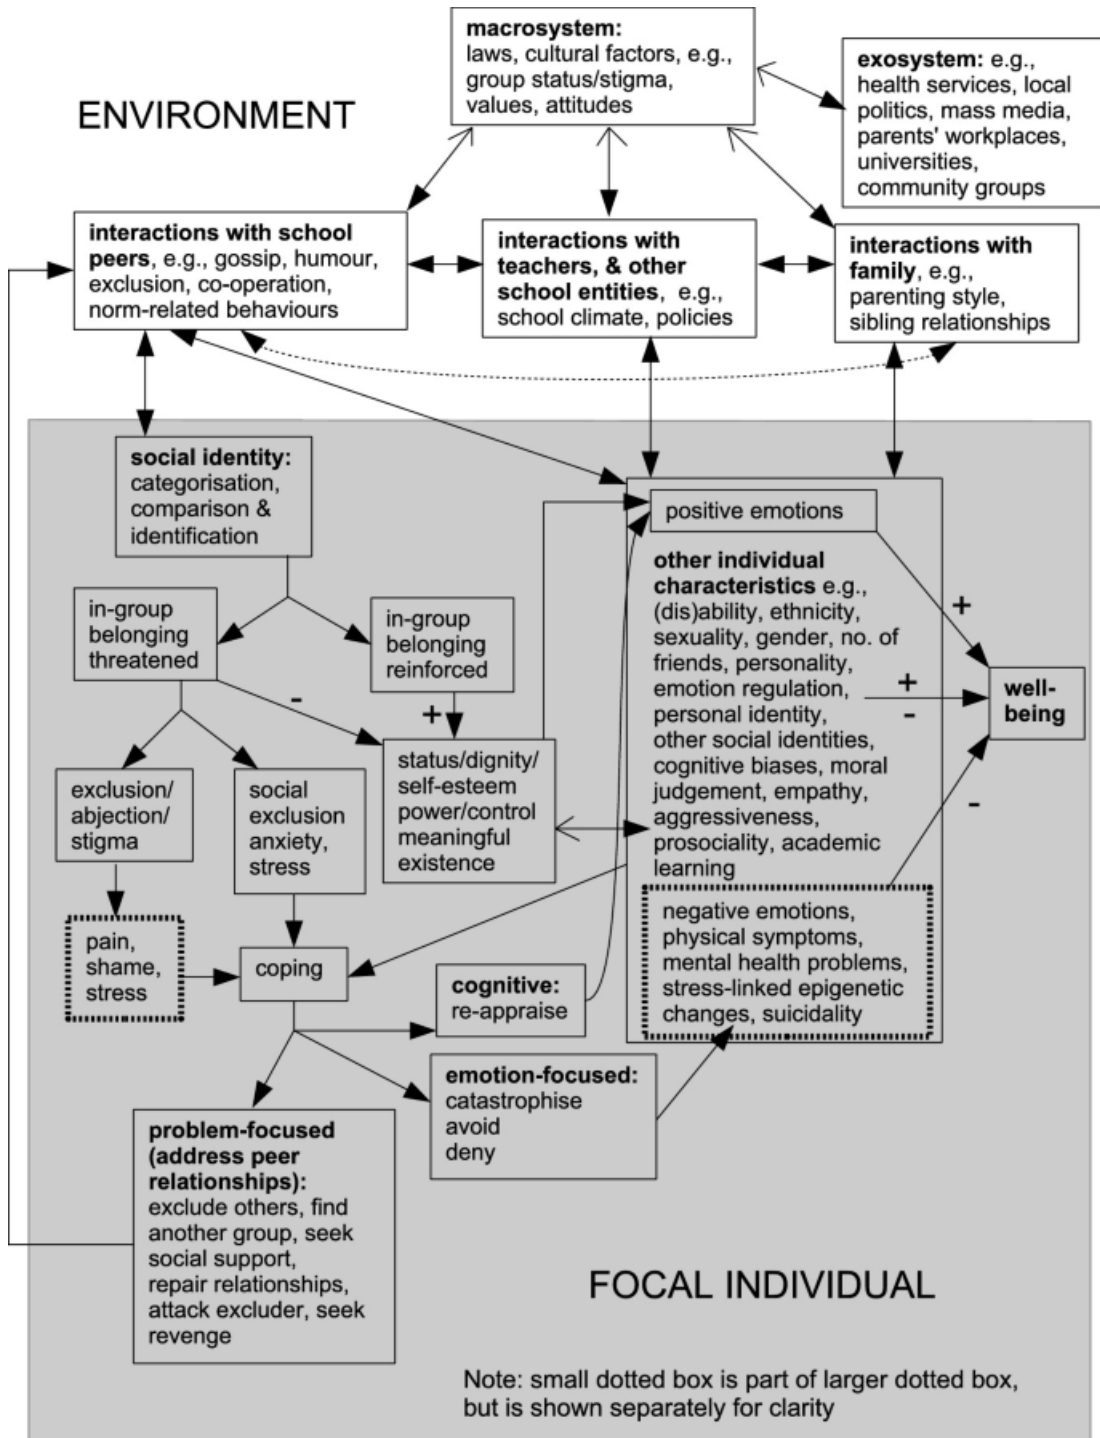 macrosystem:
laws, cultural factors, e.g.,
group status/stigma,
values, attitudes
exosystem: e.g.,
health services, local
politics, mass media,
parents' workplaces,
universities,
community groups
ENVIRONMENT
interactions with school
peers, e.g., gossip, humour,
exclusion, co-operation,
norm-related behaviours
interactions with
teachers, & other
school entities, e.g.,
school climate, policies
interactions with
family, e.g.,
parenting style,
sibling relationships
social identity:
categorisation,
comparison &
identification
positive emotions
other individual
characteristics e.g.,
(dis)ability, ethnicity,
sexuality, gender, no. of
friends, personality,
emotion regulation,
personal identity,
other social identities,
cognitive biases, moral
judgement, empathy,
aggressiveness,
prosociality, academic
learning
+
+
-
-
well-
being
in-group
belonging
threatened
in-group
belonging
reinforced
-
+
exclusion/
abjection/
stigma
social
exclusion
anxiety,
stress
status/dignity/
self-esteem
power/control
meaningful
existence
negative emotions,
physical symptoms,
mental health problems,
stress-linked epigenetic
changes, suicidality
pain,
shame,
stress
coping
cognitive:
re-appraise
emotion-focused:
catastrophise
avoid
deny
problem-focused
(address peer
relationships):
exclude others, find
another group, seek
social support,
repair relationships,
attack excluder, seek
revenge
FOCAL INDIVIDUAL
Note: small dotted box is part of larger dotted box,
but is shown separately for clarity